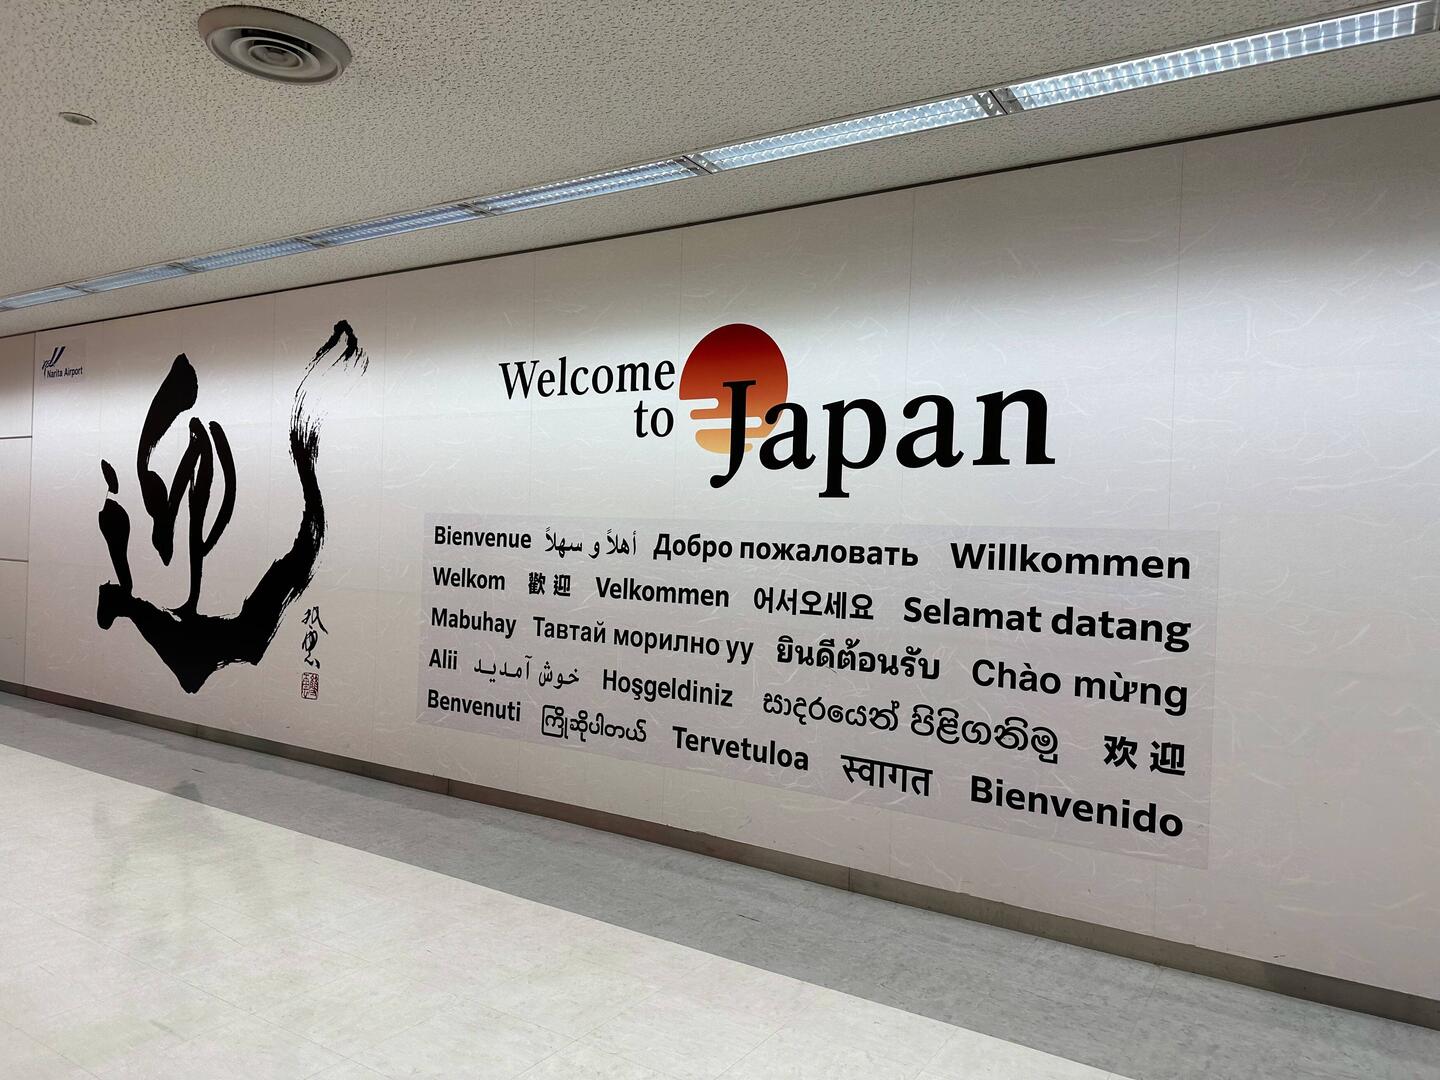 Narita Airport
迎
Welcome
to
Japan
Bienvenue أهلاً و سهلاً Добро пожаловать Willkommen
Welkom 歡迎 Velkommen 어서오세요 Selamat datang
Mabuhay Тавтай морилно уу ยินดีต้อนรับ Chào mừng
Alii خوش آمدید Hoşgeldiniz සාදරයෙන් පිළිගනිමු 欢迎
Benvenuti ကြိုဆိုပါတယ် Tervetuloa स्वागत Bienvenido